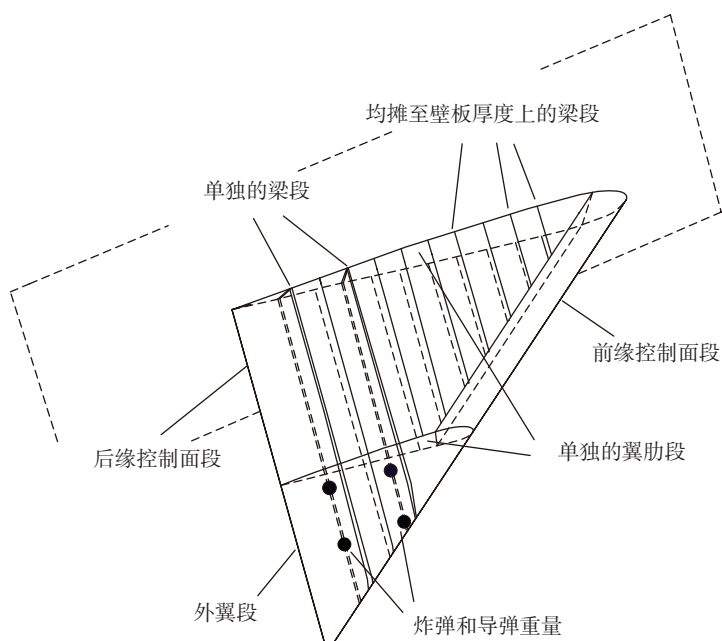 均摊至壁板厚度上的梁段
单独的梁段
前缘控制面段
后缘控制面段
单独的翼肋段
外翼段
炸弹和导弹重量